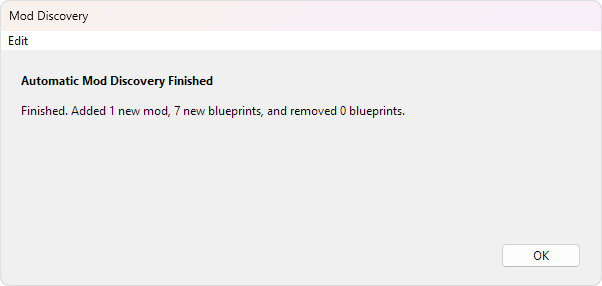 Mod Discovery
Edit
Automatic Mod Discovery Finished
Finished. Added 1 new mod, 7 new blueprints, and removed 0 blueprints.
OK